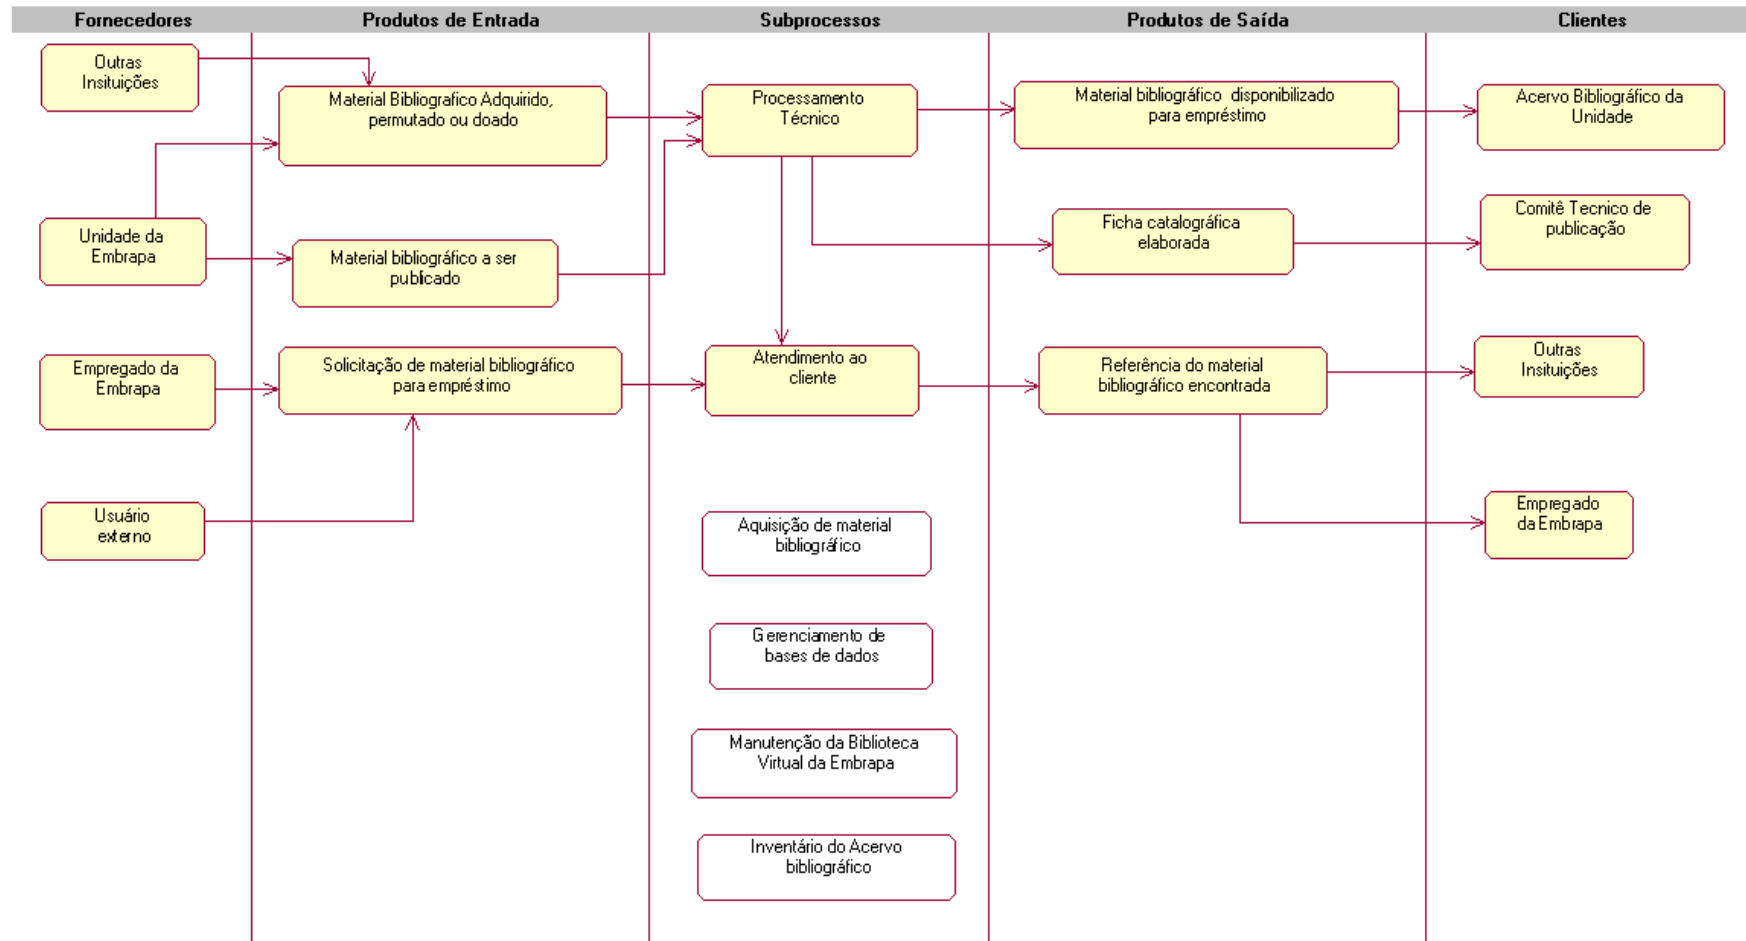 Fornecedores
Produtos de Entrada
Subprocessos
Produtos de Saída
Clientes
Outras
Insituições
Unidade da
Embrapa
Empregado da
Embrapa
Usuário
externo
Material Bibliografico Adquirido,
permutado ou doado
Material bibliográfico a ser
publicado
Solicitação de material bibliográfico
para empréstimo
Processamento
Técnico
Atendimento ao
cliente
Aquisição de material
bibliográfico
Gerenciamento de
bases de dados
Manutenção da Biblioteca
Virtual da Embrapa
Inventário do Acervo
bibliográfico
Material bibliográfico disponibilizado
para empréstimo
Ficha catalográfica
elaborada
Referência do material
bibliográfico encontrada
Acervo Bibliográfico da
Unidade
Comitê Tecnico de
publicação
Outras
Insituições
Empregado
da Embrapa